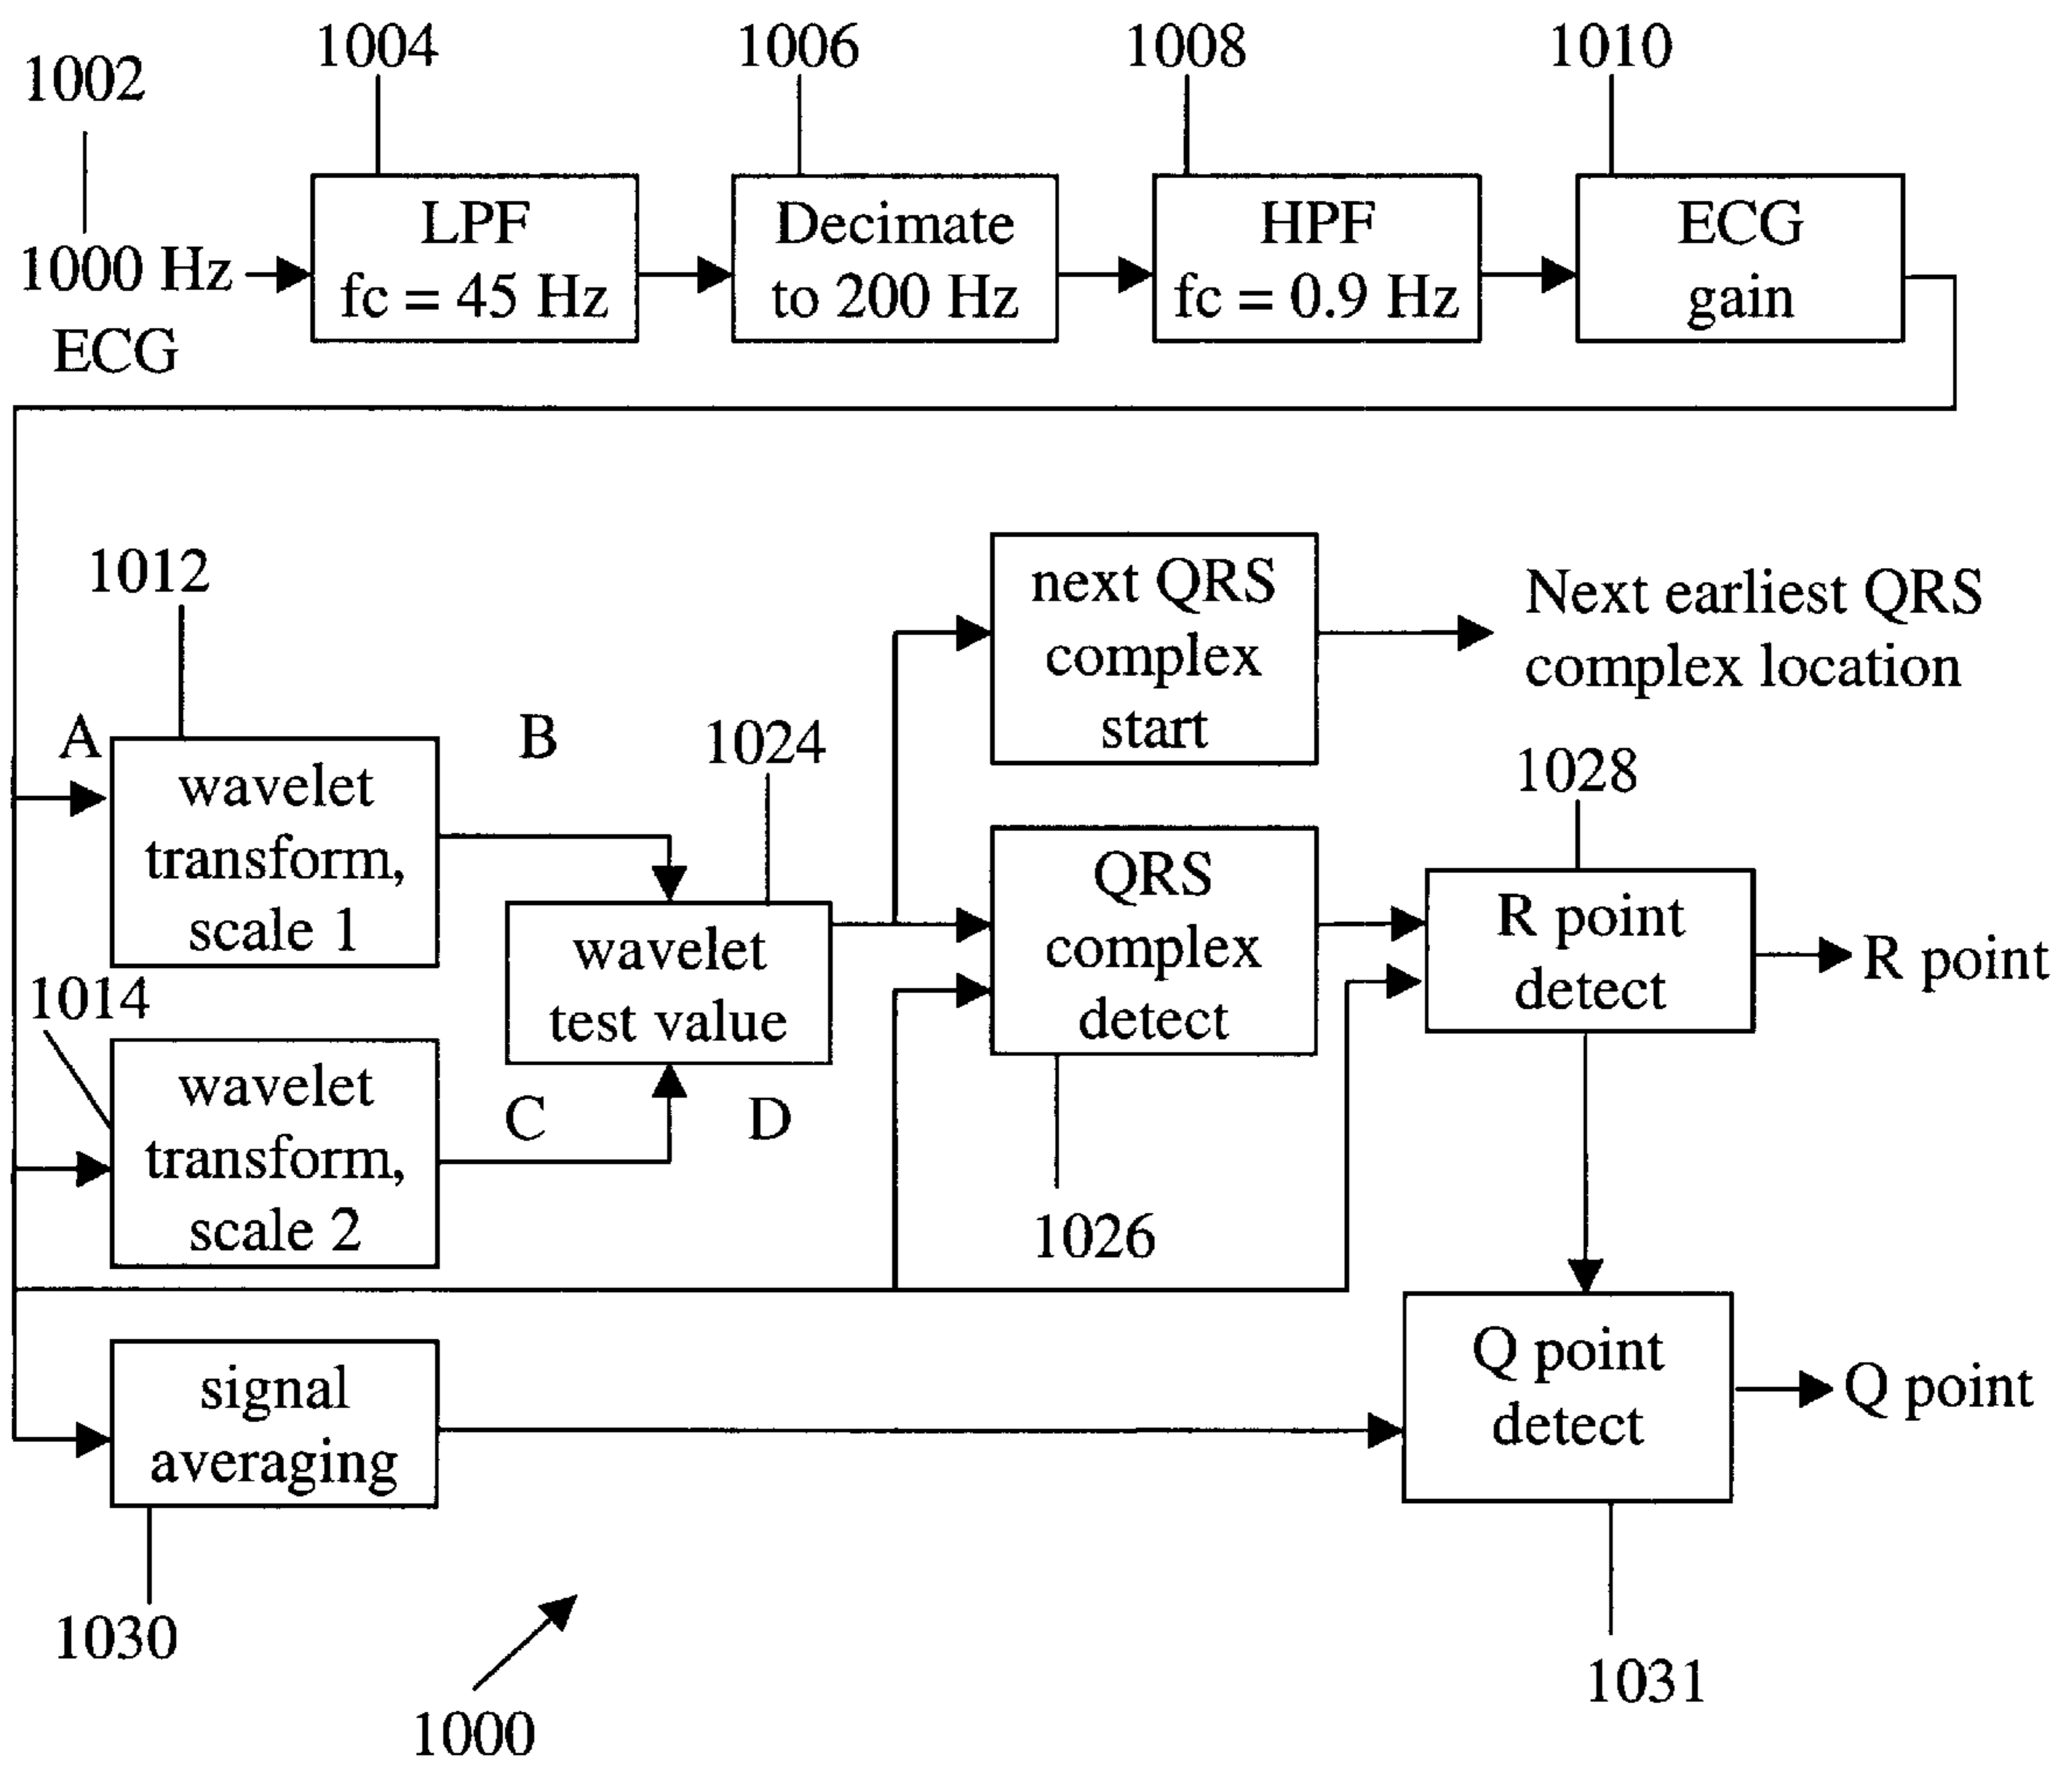 1002
1004
1006
1008
1010
1000 Hz
ECG
LPF
fc = 45 Hz
Decimate
to 200 Hz
HPF
fc = 0.9 Hz
ECG
gain
1012
A
wavelet
transform,
scale 1
B
1024
wavelet
test value
1014
wavelet
transform,
scale 2
C
D
next QRS
complex
start
Next earliest QRS
complex location
QRS
complex
detect
1026
1028
R point
detect
R point
signal
averaging
1030
Q point
detect
Q point
1031
1000